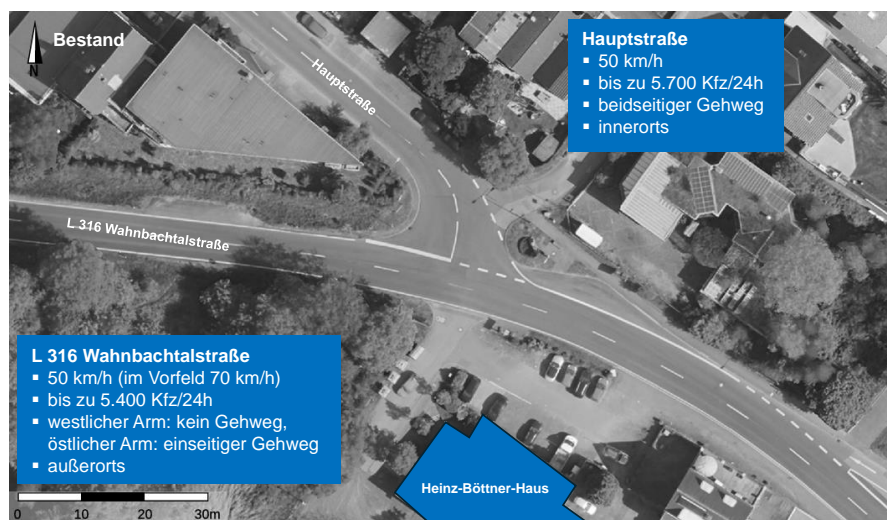 Bestand
N
Hauptstraße
Hauptstraße
▪ 50 km/h
▪ bis zu 5.700 Kfz/24h
▪ beidseitiger Gehweg
▪ innerorts
L 316 Wahnbachtalstraße
L 316 Wahnbachtalstraße
▪ 50 km/h (im Vorfeld 70 km/h)
▪ bis zu 5.400 Kfz/24h
▪ westlicher Arm: kein Gehweg,
östlicher Arm: einseitiger Gehweg
▪ außerorts
Heinz-Böttner-Haus
0 10 20 30m